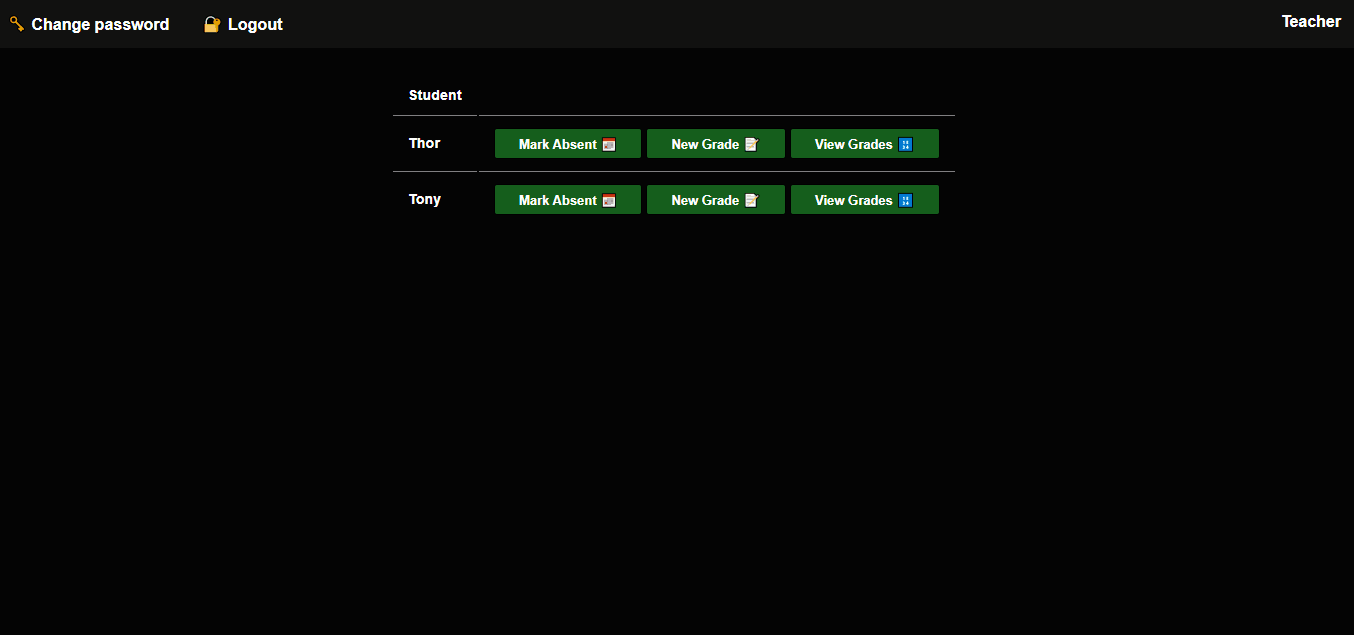 Change password Logout Teacher
Student
Thor Mark Absent New Grade View Grades
Tony Mark Absent New Grade View Grades